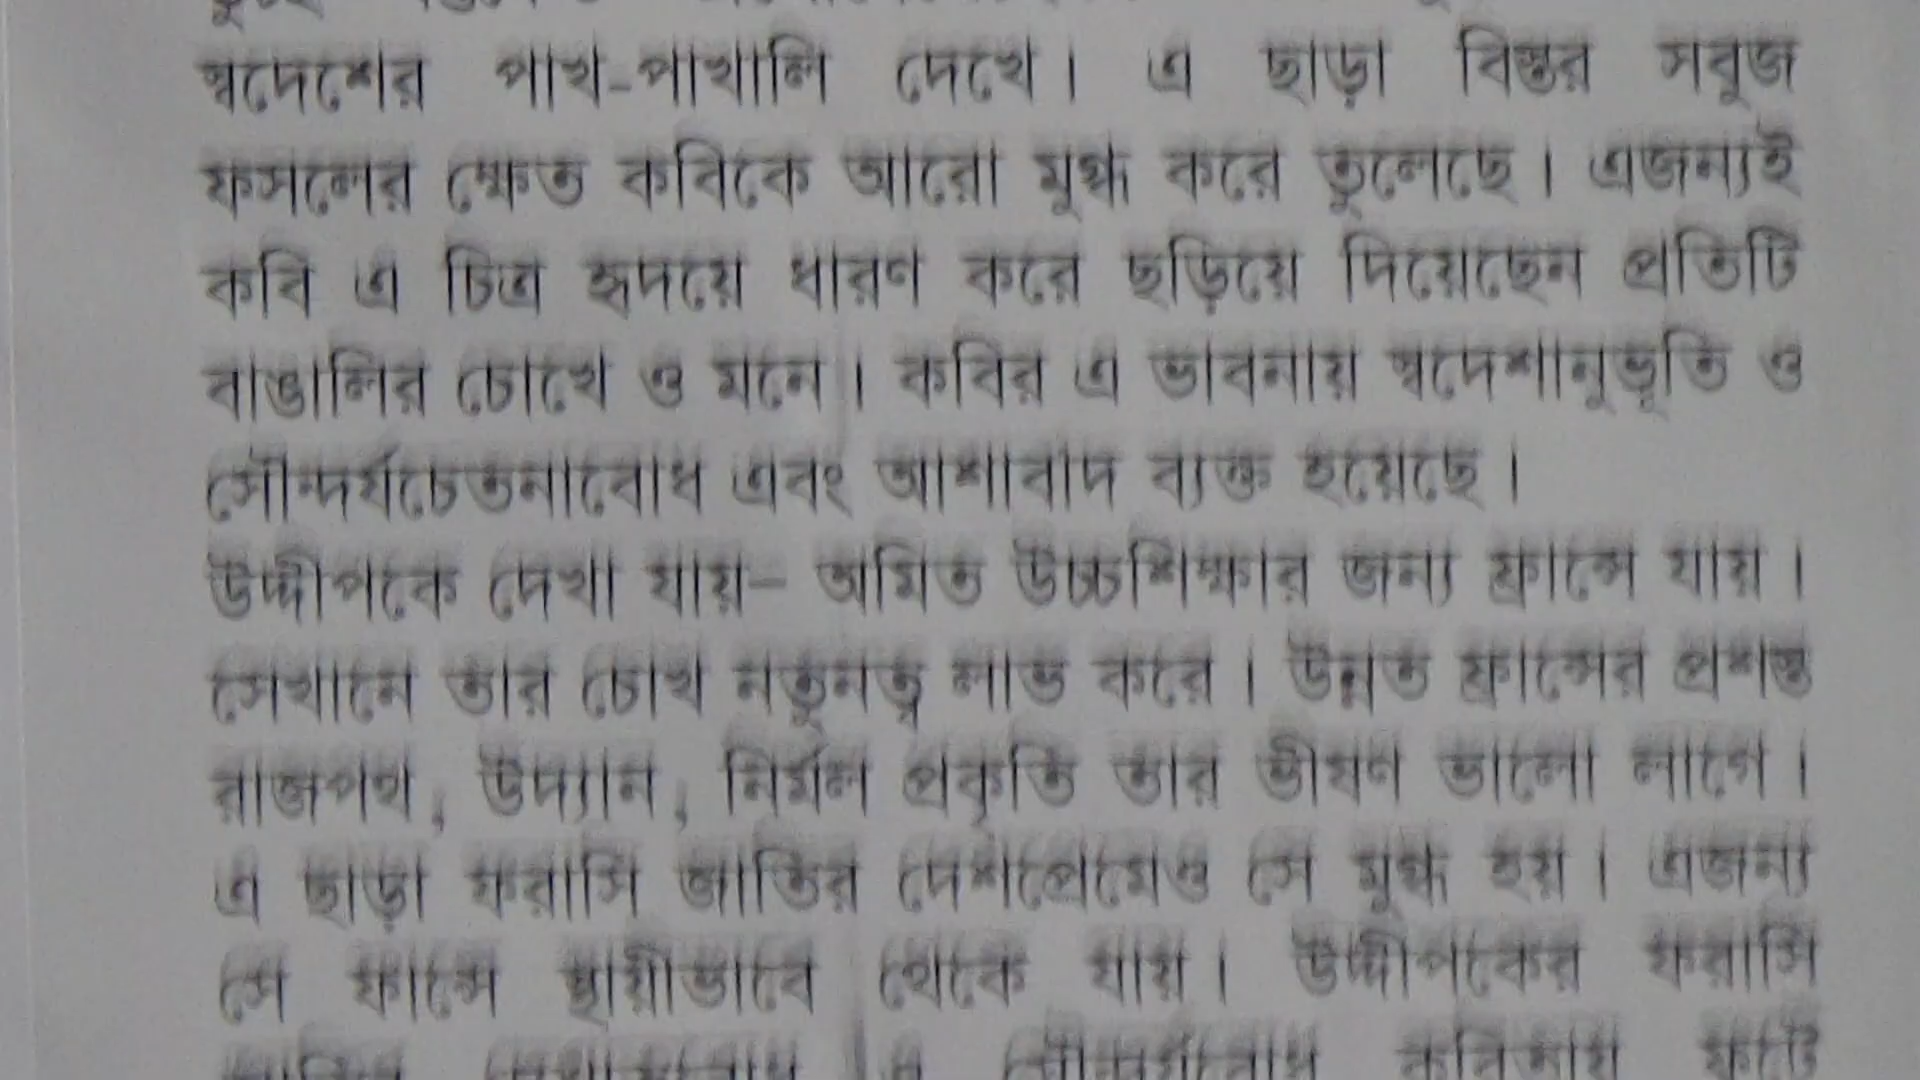 স্বদেশের পাখ-পাখালি দেখে। এ ছাড়া বিস্তর সবুজ
ফসলের ক্ষেত কবিকে আরো মুগ্ধ করে তুলেছে। এজন্যই
কবি এ চিত্র হৃদয়ে ধারণ করে ছড়িয়ে দিয়েছেন প্রতিটি
বাঙালির চোখে ও মনে। কবির এ ভাবনায় স্বদেশানুভূতি ও
সৌন্দর্যচেতনাবোধ এবং আশাবাদ ব্যক্ত হয়েছে।
উদ্দীপকে দেখা যায়– অমিত উচ্চশিক্ষার জন্য ফ্রান্সে যায়।
সেখানে তার চোখ নতুনত্ব লাভ করে। উন্নত ফ্রান্সের প্রশস্ত
রাজপথ, উদ্যান, নির্মল প্রকৃতি তার ভীষণ ভালো লাগে।
এ ছাড়া ফরাসি জাতির দেশপ্রেমেও সে মুগ্ধ হয়। এজন্য
সে ফান্সে স্থায়ীভাবে থেকে যায়। উদ্দীপকের ফরাসি